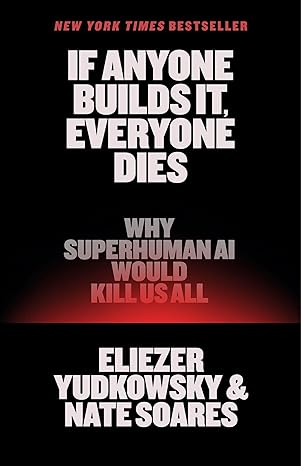 NEW YORK TIMES BESTSELLER
IF ANYONE
BUILDS IT,
EVERYONE
DIES
WHY
SUPERHUMAN AI
WOULD
KILL US ALL
ELIEZER
YUDKOWSKY &
NATE SOARES